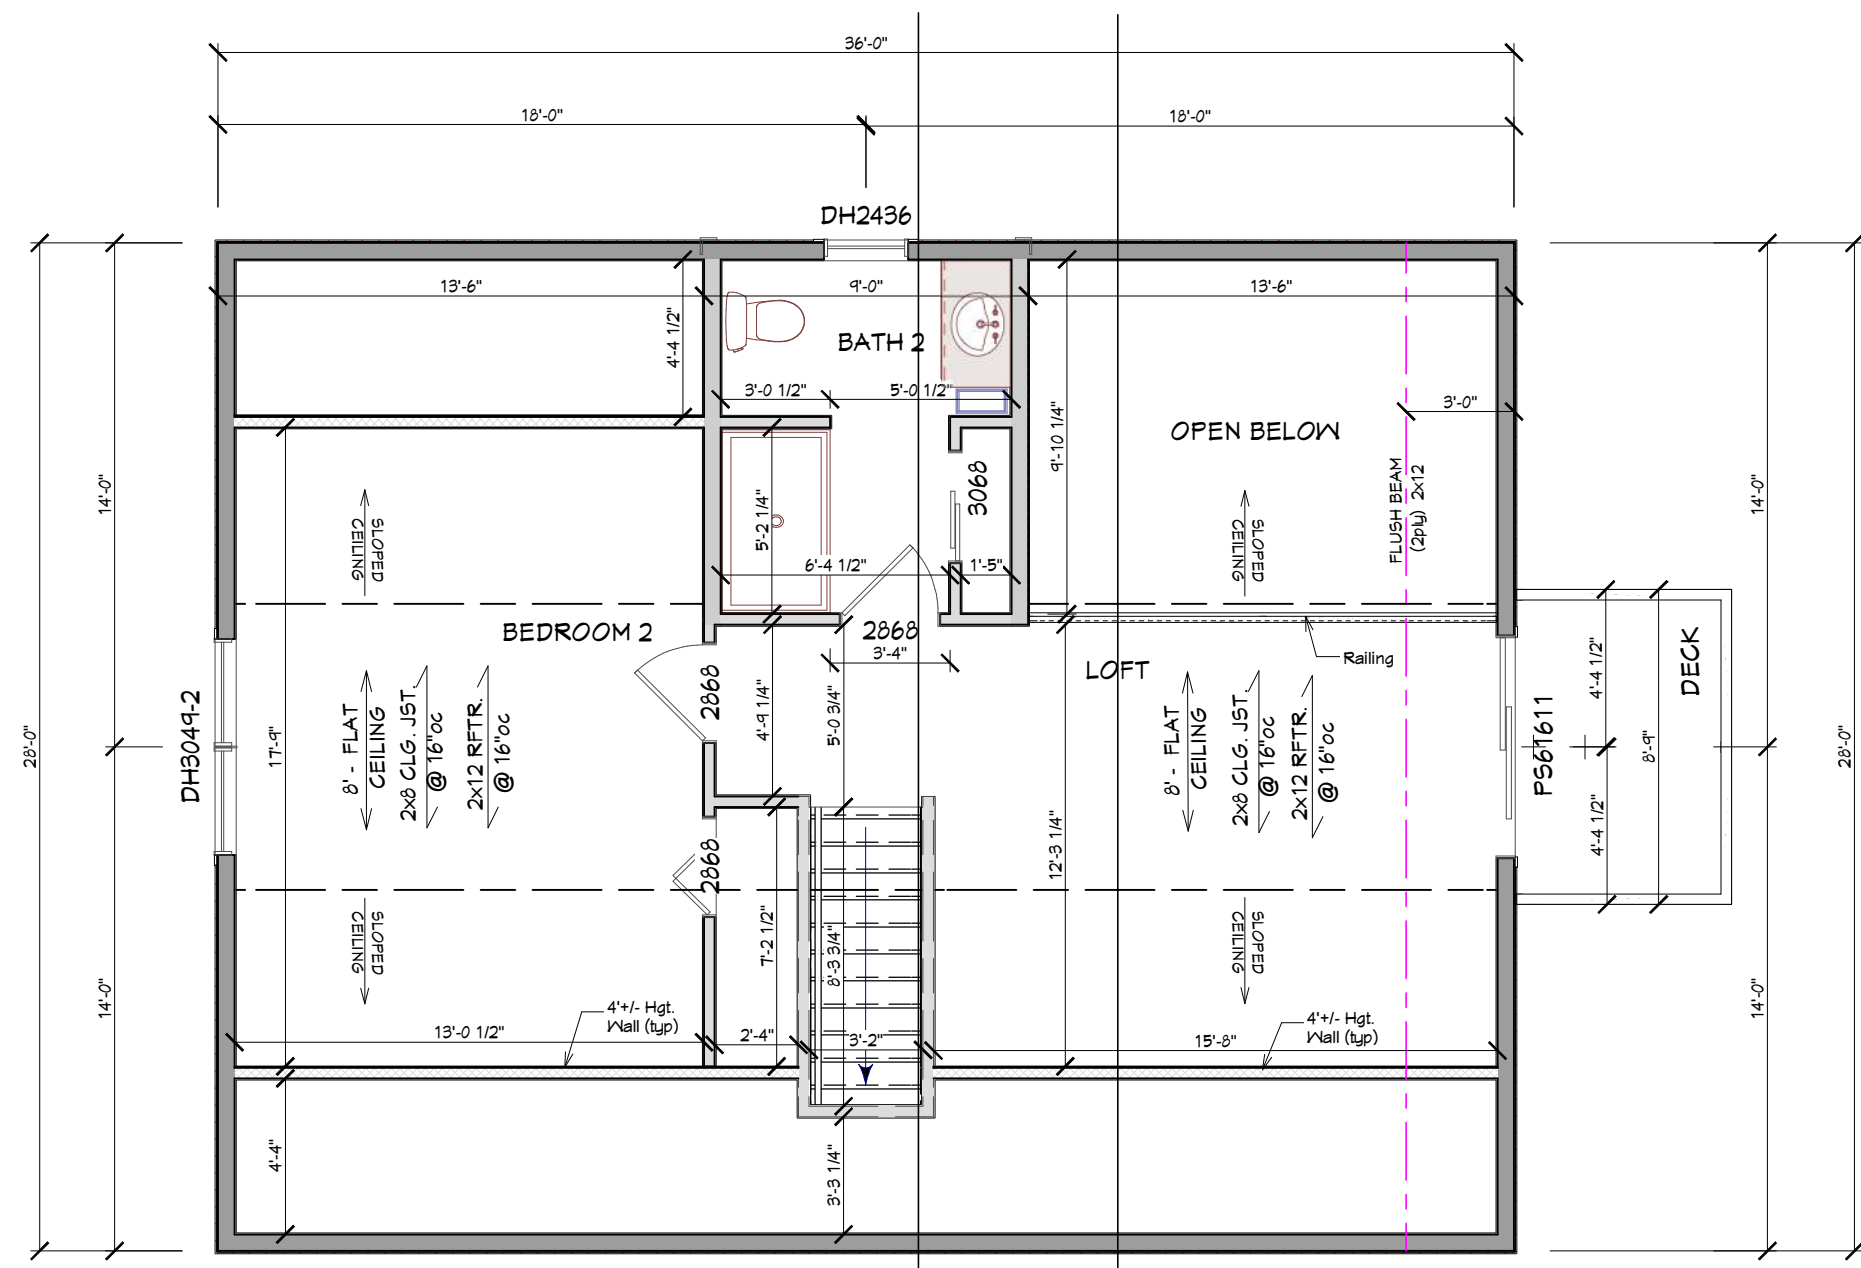 36'-0"
18'-0"
18'-0"
DH2436
13'-6"
9'-0"
13'-6"
4'-4 1/2"
BATH 2
3'-0 1/2"
5'-0 1/2"
3'-0"
OPEN BELOW
9'-10 1/4"
FLUSH BEAM
(2ply) 2x12
3068
5'-2 1/4"
6'-4 1/2"
1'-5"
SLOPED
CEILING
SLOPED
CEILING
14'-0"
14'-0"
28'-0"
28'-0"
BEDROOM 2
2868
3'-4"
LOFT
Railing
DECK
4'-4 1/2"
8'-9"
4'-4 1/2"
PS61611
DH3049-2
17'-9"
8' - FLAT
CEILING
2x8 CLG. JST.
@ 16"oc
2x12 RFTR.
@ 16"oc
2868
4'-9 1/4"
5'-0 3/4"
8' - FLAT
CEILING
2x8 CLG. JST.
@ 16"oc
2x12 RFTR.
@ 16"oc
12'-3 1/4"
2868
7'-2 1/2"
8'-3 3/4"
SLOPED
CEILING
SLOPED
CEILING
14'-0"
14'-0"
4'+/- Hgt.
Wall (typ)
4'+/- Hgt.
Wall (typ)
13'-0 1/2"
2'-4"
3'-2"
15'-8"
4'-4"
3'-3 1/4"